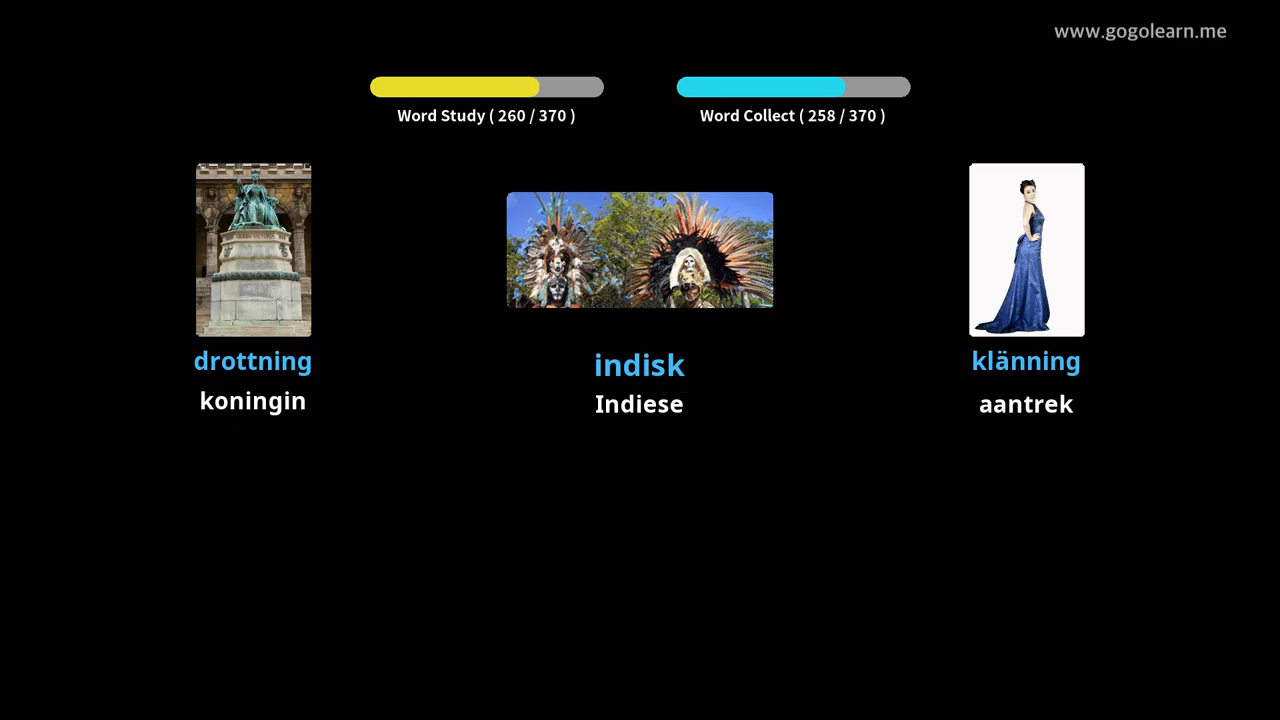 www.gogolearn.me
Word Study ( 260 / 370 )
Word Collect ( 258 / 370 )
drottning
koningin
indisk
Indiese
klänning
aantrek